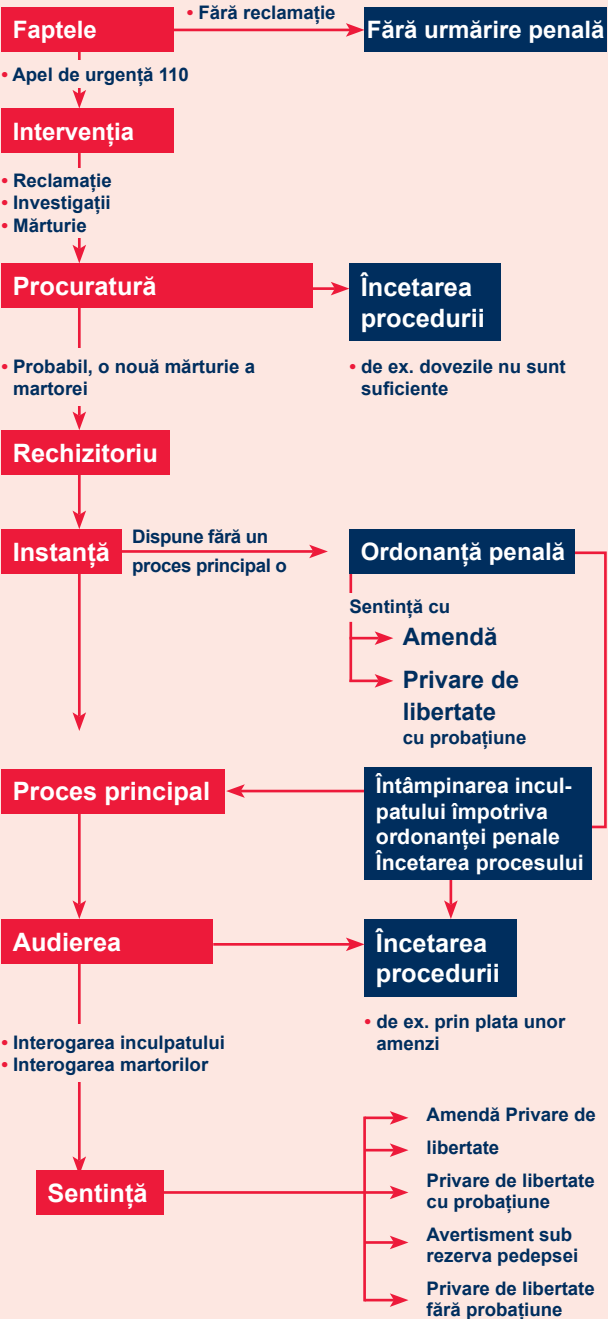 Faptele
• Fără reclamație
Fără urmărire penală
• Apel de urgență 110
Intervenția
• Reclamație
• Investigații
• Mărturie
Procuratură
Încetarea
procedurii
• Probabil, o nouă mărturie a
martorei
• de ex. dovezile nu sunt
suficiente
Rechizitoriu
Instanță
Dispune fără un
proces principal o
Ordonanță penală
Sentință cu
Amendă
Privare de
libertate
cu probațiune
Proces principal
Întâmpinarea incul-
patului împotriva
ordonanței penale
Încetarea procesului
Audierea
Încetarea
procedurii
• de ex. prin plata unor
amenzi
• Interogarea inculpatului
• Interogarea martorilor
Sentință
Amendă Privare de
libertate
Privare de libertate
cu probațiune
Avertisment sub
rezerva pedepsei
Privare de libertate
fără probațiune